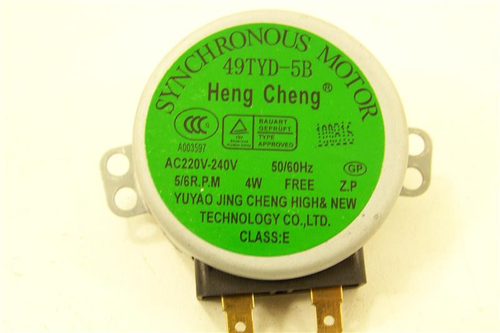 SYNCHRONOUS MOTOR
49TYD-5B
Heng Cheng®
CCC
A003597
BAUART
GEPRÜFT
TYPE
APPROVED
AC220V-240V 50/60Hz GP
5/6R.P.M 4W FREE Z.P
YUYAO JING CHENG HIGH& NEW
TECHNOLOGY CO.,LTD.
CLASS:E